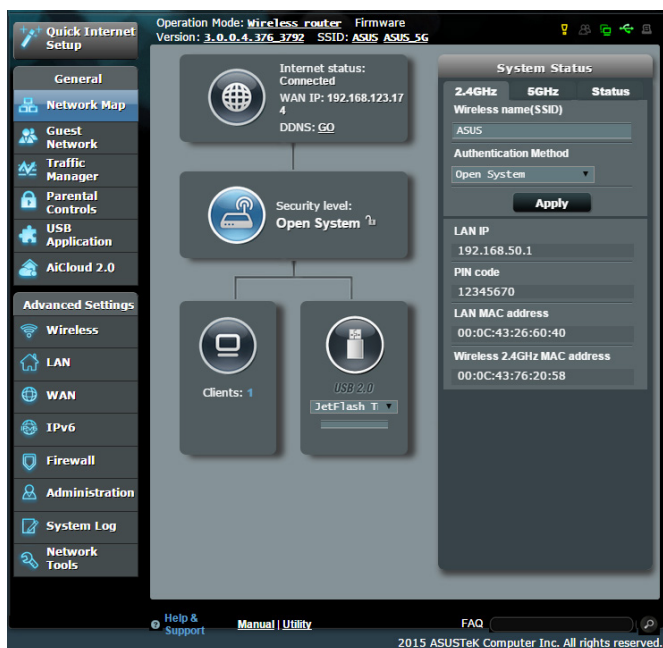 Quick Internet
Setup
Operation Mode: Wireless router Firmware
Version: 3.0.0.4.376_3792 SSID: ASUS ASUS_5G
General
Network Map
Guest
Network
Traffic
Manager
Parental
Controls
USB
Application
AiCloud 2.0
Advanced Settings
Wireless
LAN
WAN
IPv6
Firewall
Administration
System Log
Network
Tools
Internet status:
Connected
WAN IP: 192.168.123.17
4
DDNS: GO
Security level:
Open System
Clients: 1
USB 2.0
JetFlash T
System Status
2.4GHz 5GHz Status
Wireless name(SSID)
ASUS
Authentication Method
Open System
Apply
LAN IP
192.168.50.1
PIN code
12345670
LAN MAC address
00:0C:43:26:60:40
Wireless 2.4GHz MAC address
00:0C:43:76:20:58
Help &
Support
Manual | Utility
FAQ
2015 ASUSTeK Computer Inc. All rights reserved.